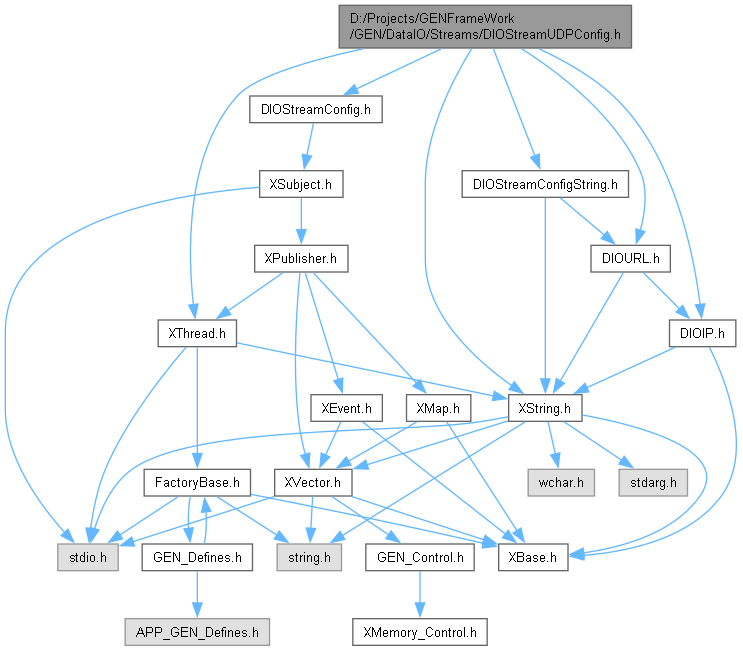 D:/Projects/GENFrameWork
/GEN/DataIO/Streams/DIOStreamUDPConfig.h
DIOStreamConfig.h
XSubject.h
DIOStreamConfigString.h
XPublisher.h
DIOURL.h
XThread.h
DIOIP.h
XEvent.h
XMap.h
XString.h
FactoryBase.h
XVector.h
wchar.h
stdarg.h
stdio.h
GEN_Defines.h
string.h
GEN_Control.h
XBase.h
APP_GEN_Defines.h
XMemory_Control.h